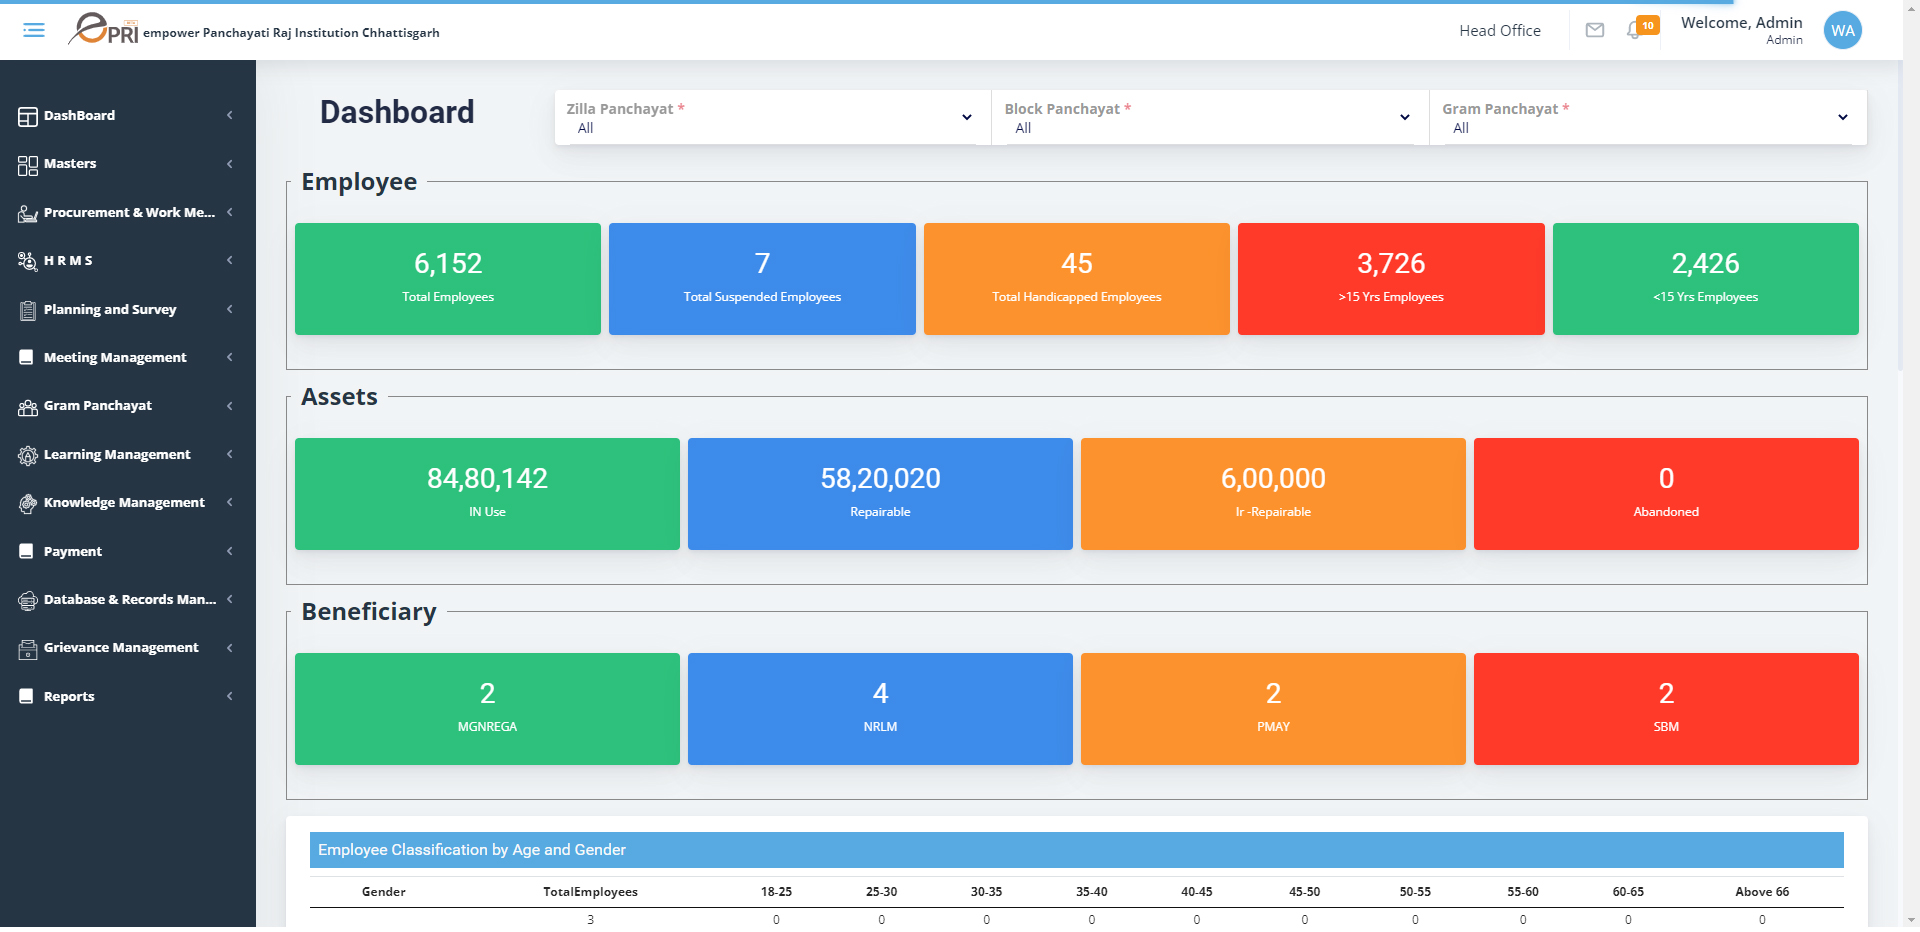 ePRI empower Panchayati Raj Institution Chhattisgarh
Head Office
10
Welcome, Admin
Admin
WA
DashBoard
Masters
Procurement & Work Me...
H R M S
Planning and Survey
Meeting Management
Gram Panchayat
Learning Management
Knowledge Management
Payment
Database & Records Man...
Grievance Management
Reports
Dashboard
Zilla Panchayat *
All
Block Panchayat *
All
Gram Panchayat *
All
Employee
6,152
Total Employees
7
Total Suspended Employees
45
Total Handicapped Employees
3,726
>15 Yrs Employees
2,426
<15 Yrs Employees
Assets
84,80,142
IN Use
58,20,020
Repairable
6,00,000
Ir -Repairable
0
Abandoned
Beneficiary
2
MGNREGA
4
NRLM
2
PMAY
2
SBM
Employee Classification by Age and Gender
Gender TotalEmployees 18-25 25-30 30-35 35-40 40-45 45-50 50-55 55-60 60-65 Above 66
3 0 0 0 0 0 0 0 0 0 0